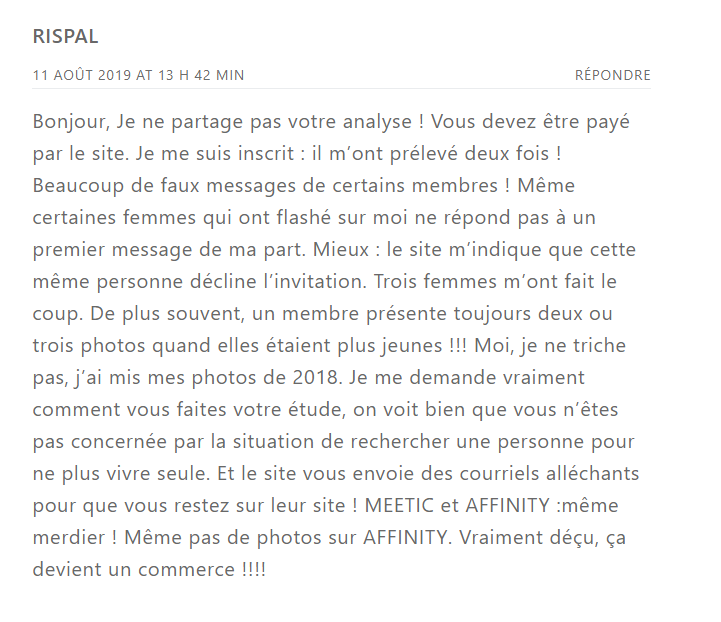 RISPAL
11 AOÛT 2019 AT 13 H 42 MIN RÉPONDRE
Bonjour, Je ne partage pas votre analyse ! Vous devez être payé
par le site. Je me suis inscrit : il m’ont prélevé deux fois !
Beaucoup de faux messages de certains membres ! Même
certaines femmes qui ont flashé sur moi ne répond pas à un
premier message de ma part. Mieux : le site m’indique que cette
même personne décline l’invitation. Trois femmes m’ont fait le
coup. De plus souvent, un membre présente toujours deux ou
trois photos quand elles étaient plus jeunes !!! Moi, je ne triche
pas, j’ai mis mes photos de 2018. Je me demande vraiment
comment vous faites votre étude, on voit bien que vous n’êtes
pas concernée par la situation de rechercher une personne pour
ne plus vivre seule. Et le site vous envoie des courriels alléchants
pour que vous restez sur leur site ! MEETIC et AFFINITY :même
merdier ! Même pas de photos sur AFFINITY. Vraiment déçu, ça
devient un commerce !!!!